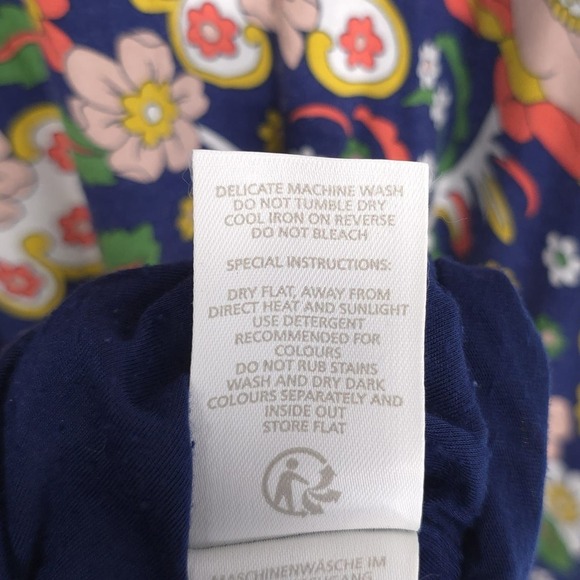 DELICATE MACHINE WASH
DO NOT TUMBLE DRY
COOL IRON ON REVERSE
DO NOT BLEACH
SPECIAL INSTRUCTIONS:
DRY FLAT, AWAY FROM
DIRECT HEAT AND SUNLIGHT
USE DETERGENT
RECOMMENDED FOR
COLOURS
DO NOT RUB STAINS
WASH AND DRY DARK
COLOURS SEPARATELY AND
INSIDE OUT
STORE FLAT
MASCHINENWÄSCHE IM